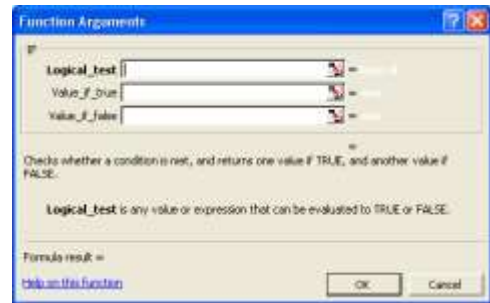 Function Arguments
IF
Logical_test =
Value_if_true =
Value_if_false =
=
Checks whether a condition is met, and returns one value if TRUE, and another value if
FALSE.
Logical_test is any value or expression that can be evaluated to TRUE or FALSE.
Formula result =
Help on this function OK Cancel